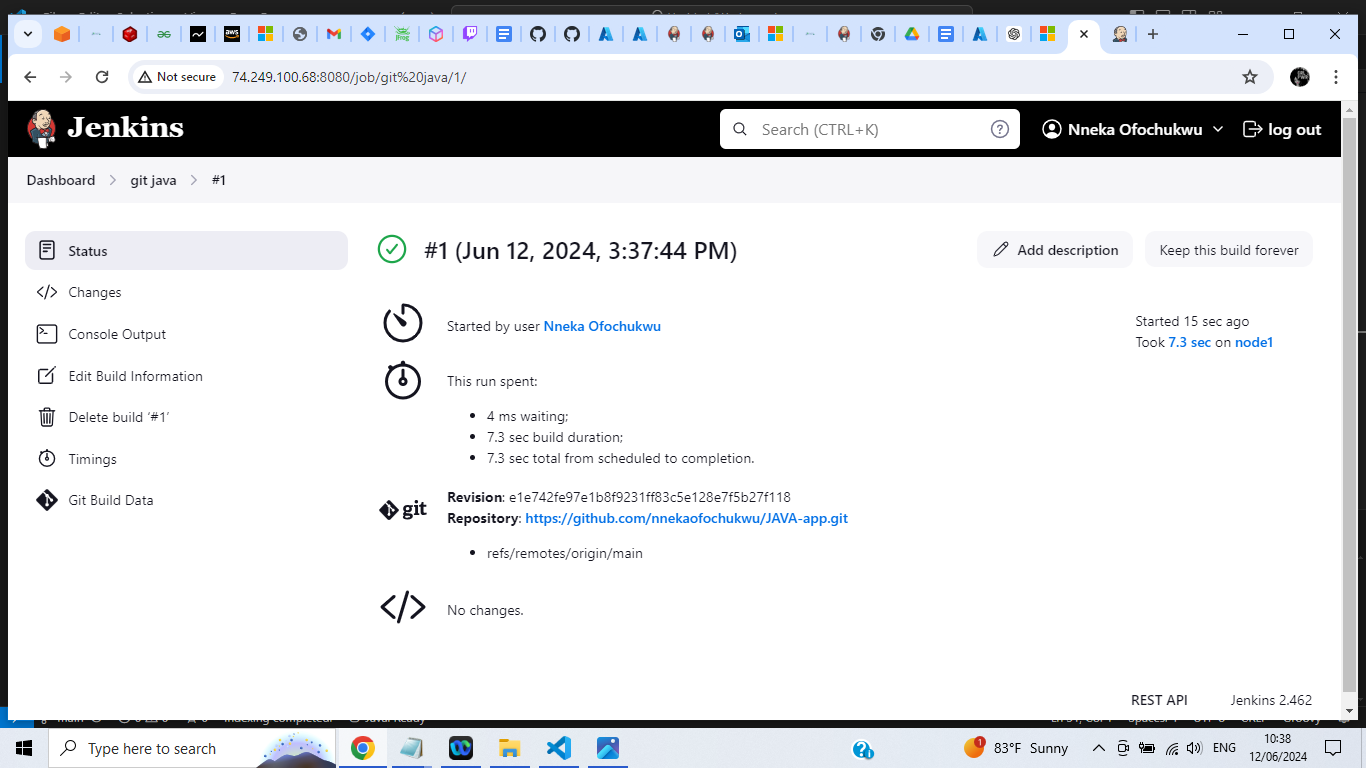 Not secure
74.249.100.68:8080/job/git%20java/1/
Jenkins
Search (CTRL+K)
Nneka Ofochukwu
log out
Dashboard
git java
#1
Status
Changes
Console Output
Edit Build Information
Delete build ‘#1’
Timings
Git Build Data
#1 (Jun 12, 2024, 3:37:44 PM)
Add description
Keep this build forever
Started by user Nneka Ofochukwu
Started 15 sec ago
Took 7.3 sec on node1
This run spent:
4 ms waiting;
7.3 sec build duration;
7.3 sec total from scheduled to completion.
git
Revision: e1e742fe97e1b8f9231ff83c5e128e7f5b27f118
Repository: https://github.com/nnekaofochukwu/JAVA-app.git
refs/remotes/origin/main
No changes.
REST API
Jenkins 2.462
Type here to search
1
83°F Sunny
ENG
10:38
12/06/2024